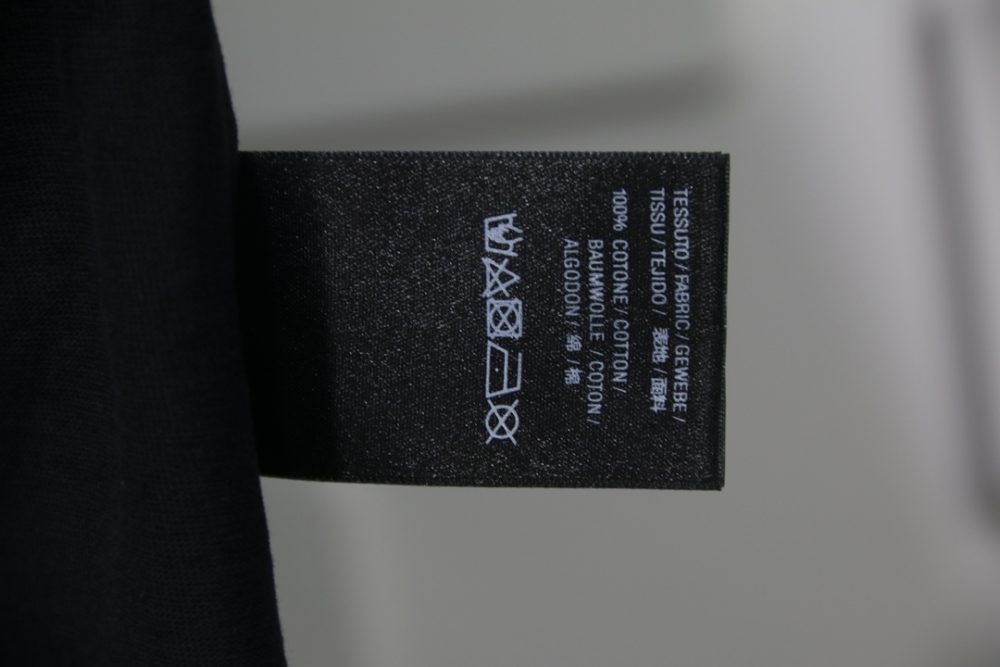 TESSUTO / FABRIC / GEWEBE /
TISSU / TEJIDO / 表地 / 面料
100% COTONE / COTTON /
BAUMWOLLE / COTON /
ALGODON / 綿 / 棉